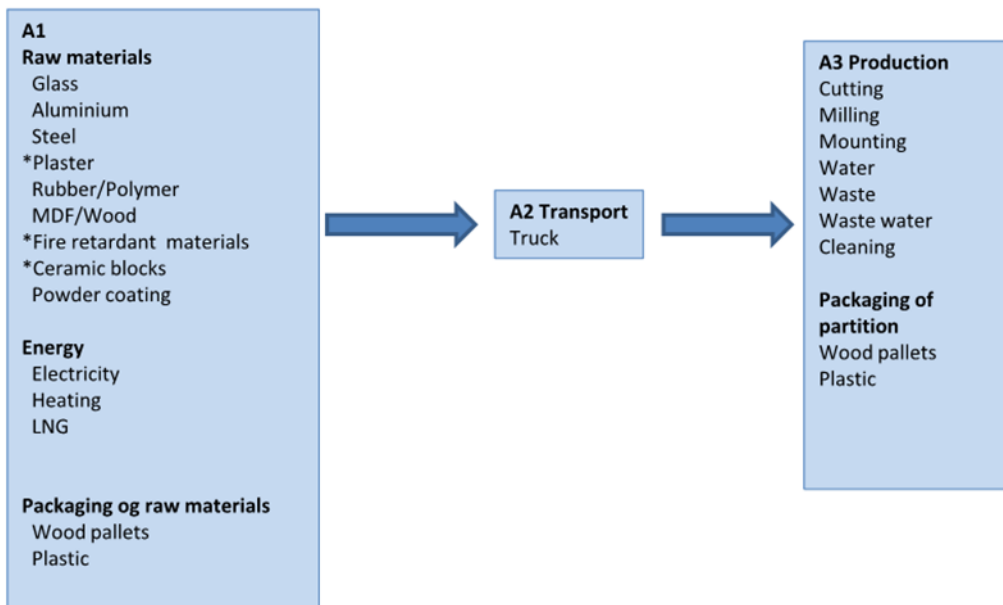 A1
Raw materials
Glass
Aluminium
Steel
*Plaster
Rubber/Polymer
MDF/Wood
*Fire retardant materials
*Ceramic blocks
Powder coating
Energy
Electricity
Heating
LNG
Packaging og raw materials
Wood pallets
Plastic
A2 Transport
Truck
A3 Production
Cutting
Milling
Mounting
Water
Waste
Waste water
Cleaning
Packaging of
partition
Wood pallets
Plastic